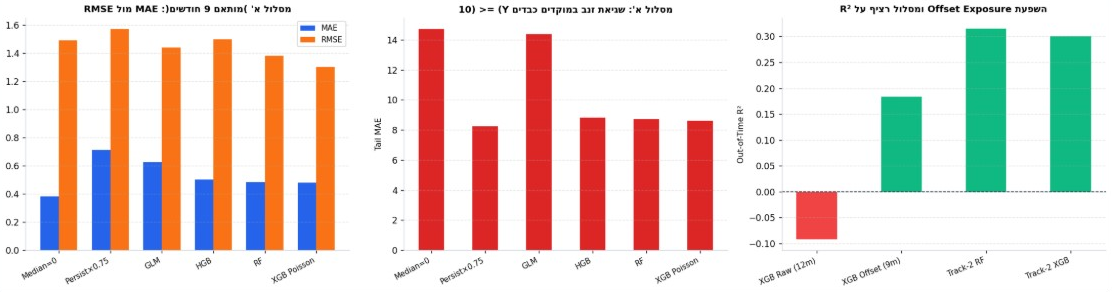 RMSE מול MAE :(מסלול א' )מותאם 9 חודשים
1.6
1.4
1.2
1.0
0.8
0.6
0.4
0.2
0.0
MAE
RMSE
Median=0
Persist×0.75
GLM
HGB
RF
XGB Poisson
מסלול א': שגיאת זנב במוקדים כבדים (Y >= 10)
Tail MAE
14
12
10
8
6
4
2
0
Median=0
Persist×0.75
GLM
HGB
RF
XGB Poisson
השפעת Offset Exposure ומסלול רציף על R²
Out-of-Time R²
0.30
0.25
0.20
0.15
0.10
0.05
0.00
−0.05
−0.10
XGB Raw (12m)
XGB Offset (9m)
Track-2 RF
Track-2 XGB